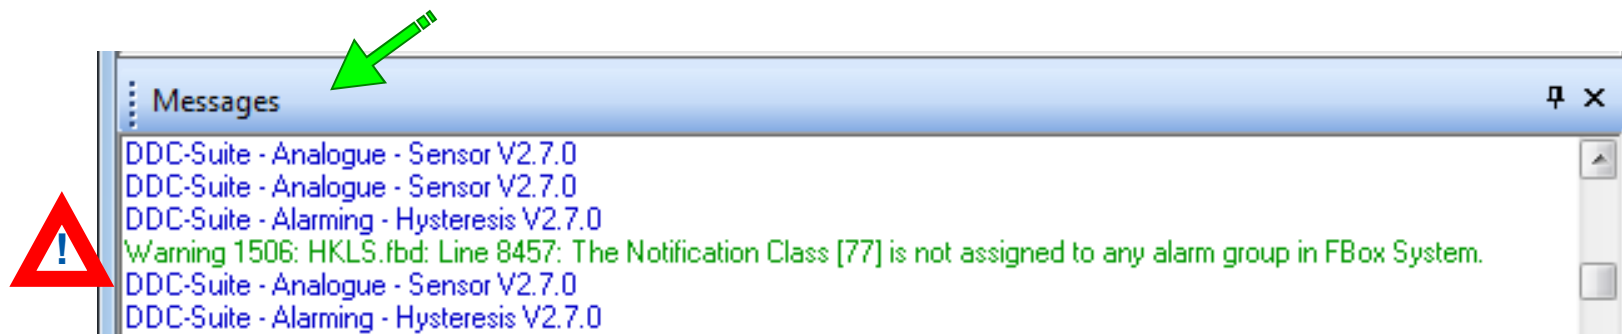 Messages
DDC-Suite - Analogue - Sensor V2.7.0
DDC-Suite - Analogue - Sensor V2.7.0
DDC-Suite - Alarming - Hysteresis V2.7.0
!
Warning 1506: HKLS.fbd: Line 8457: The Notification Class [77] is not assigned to any alarm group in FBox System.
DDC-Suite - Analogue - Sensor V2.7.0
DDC-Suite - Alarming - Hysteresis V2.7.0